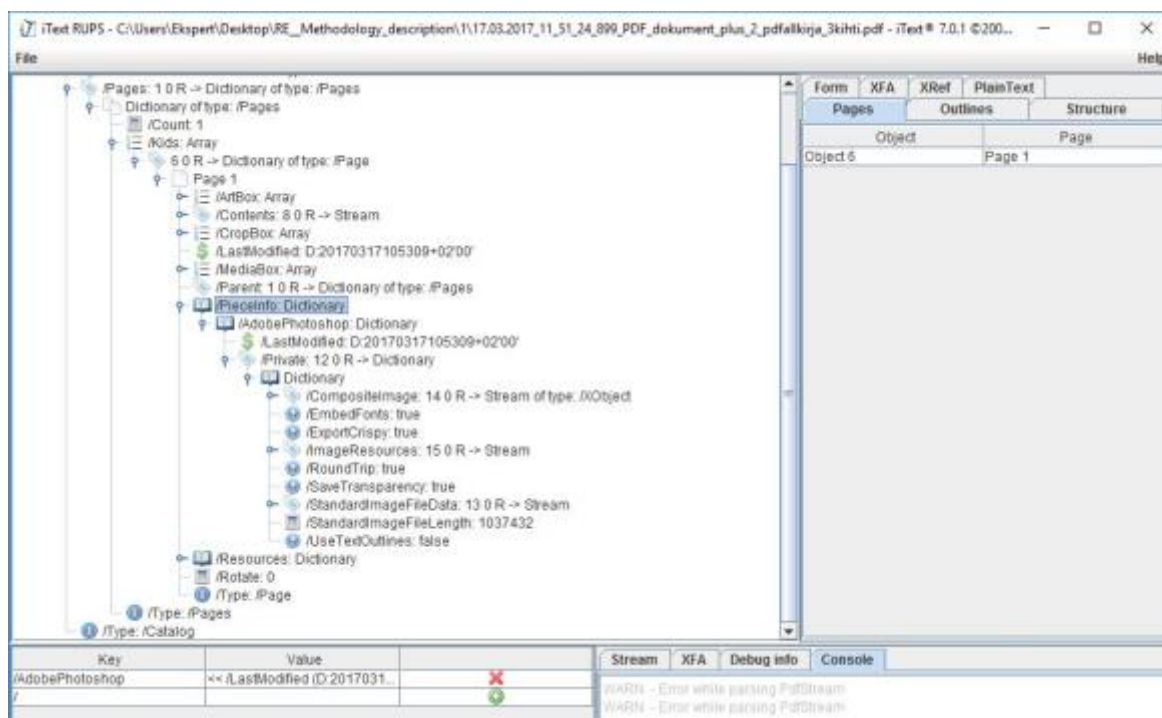 iText RUPS - C:\Users\Ekspert\Desktop\RE__Methodology_description\1\17.03.2017_11_51_24_899_PDF_dokument_plus_2_pdfallkirja_3kihti.pdf - iText® 7.0.1 ©200...
File Help
/Pages: 1 0 R -> Dictionary of type: /Pages
Dictionary of type: /Pages
/Count: 1
/Kids: Array
6 0 R -> Dictionary of type: /Page
Page 1
/ArtBox: Array
/Contents: 8 0 R -> Stream
/CropBox: Array
/LastModified: D:20170317105309+02'00'
/MediaBox: Array
/Parent: 1 0 R -> Dictionary of type: /Pages
/PieceInfo: Dictionary
/AdobePhotoshop: Dictionary
/LastModified: D:20170317105309+02'00'
/Private: 12 0 R -> Dictionary
Dictionary
/CompositeImage: 14 0 R -> Stream of type: /XObject
/EmbedFonts: true
/ExportCrispy: true
/ImageResources: 15 0 R -> Stream
/RoundTrip: true
/SaveTransparency: true
/StandardImageFileData: 13 0 R -> Stream
/StandardImageFileLength: 1037432
/UseTextOutlines: false
/Resources: Dictionary
/Rotate: 0
/Type: /Page
/Type: /Pages
/Type: /Catalog
Form XFA XRef PlainText
Pages Outlines Structure
Object Page
Object 6 Page 1
Key Value
/AdobePhotoshop << /LastModified (D:2017031...
/
Stream XFA Debug info Console
WARN - Error while parsing PdfStream
WARN - Error while parsing PdfStream